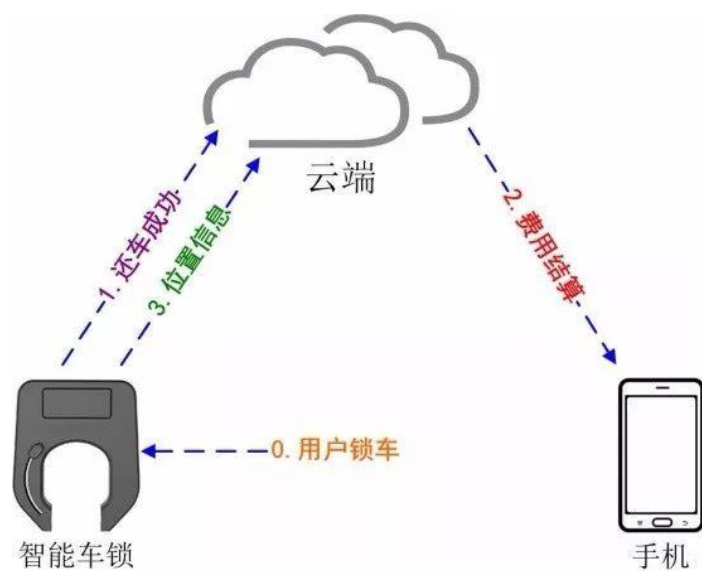 云端
1. 还车成功
3. 位置信息
2. 费用结算
0. 用户锁车
智能车锁
手机